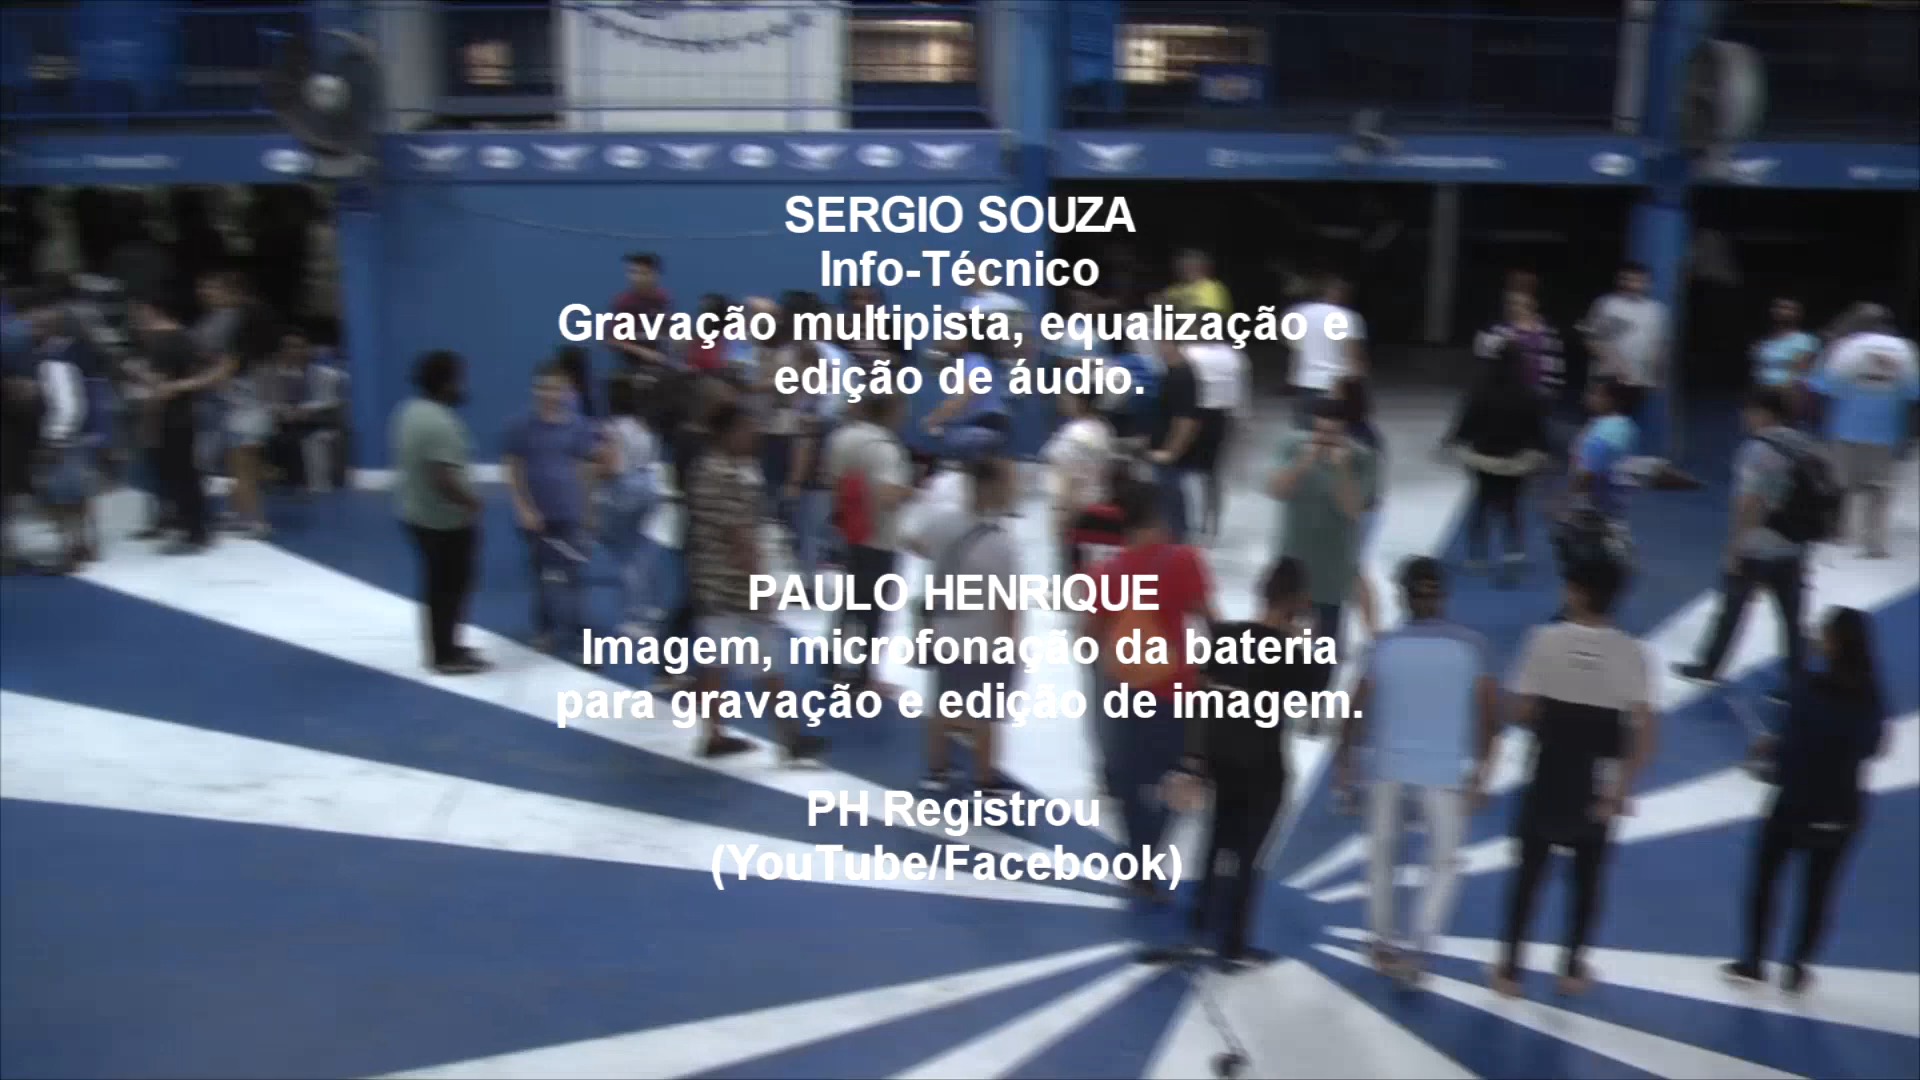 SERGIO SOUZA
Info-Técnico
Gravação multipista, equalização e
edição de áudio.
PAULO HENRIQUE
Imagem, microfonação da bateria
para gravação e edição de imagem.
PH Registrou
(YouTube/Facebook)